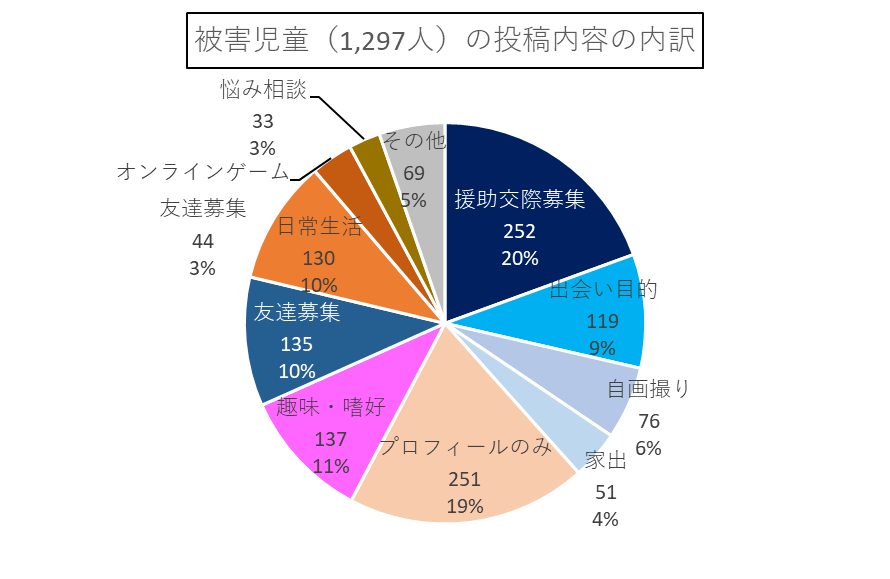 被害児童（1,297人）の投稿内容の内訳
援助交際募集
252
20%
出会い目的
119
9%
自画撮り
76
6%
家出
51
4%
プロフィールのみ
251
19%
趣味・嗜好
137
11%
友達募集
135
10%
日常生活
130
10%
オンラインゲーム
友達募集
44
3%
悩み相談
33
3%
その他
69
5%